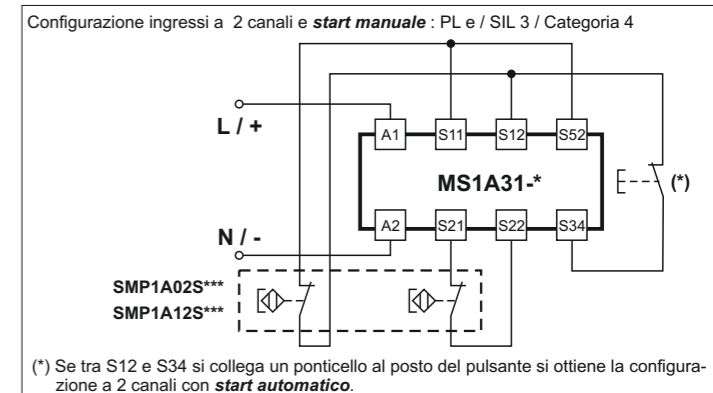 Configurazione ingressi a 2 canali e start manuale : PL e / SIL 3 / Categoria 4
L / +
A1
S11
S12
S52
MS1A31-*
(*)
N / -
A2
S21
S22
S34
SMP1A02S***
SMP1A12S***
(*) Se tra S12 e S34 si collega un ponticello al posto del pulsante si ottiene la configura-
zione a 2 canali con start automatico.